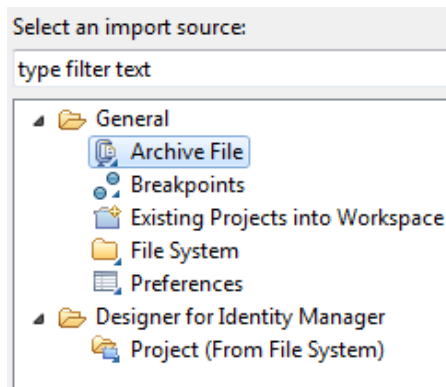 Select an import source:
type filter text
General
Archive File
Breakpoints
Existing Projects into Workspace
File System
Preferences
Designer for Identity Manager
Project (From File System)